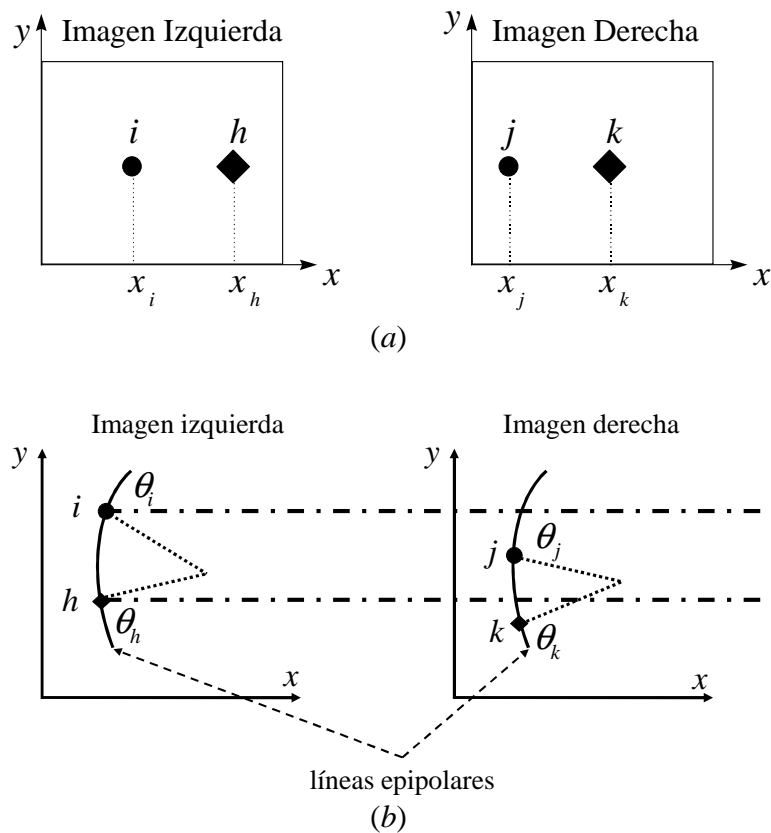 y Imagen Izquierda
y Imagen Derecha
i h
j k
x_i x_h x
x_j x_k x
(a)
Imagen izquierda
Imagen derecha
y
y
i θ_i
j θ_j
h θ_h
k θ_k
x
x
líneas epipolares
(b)